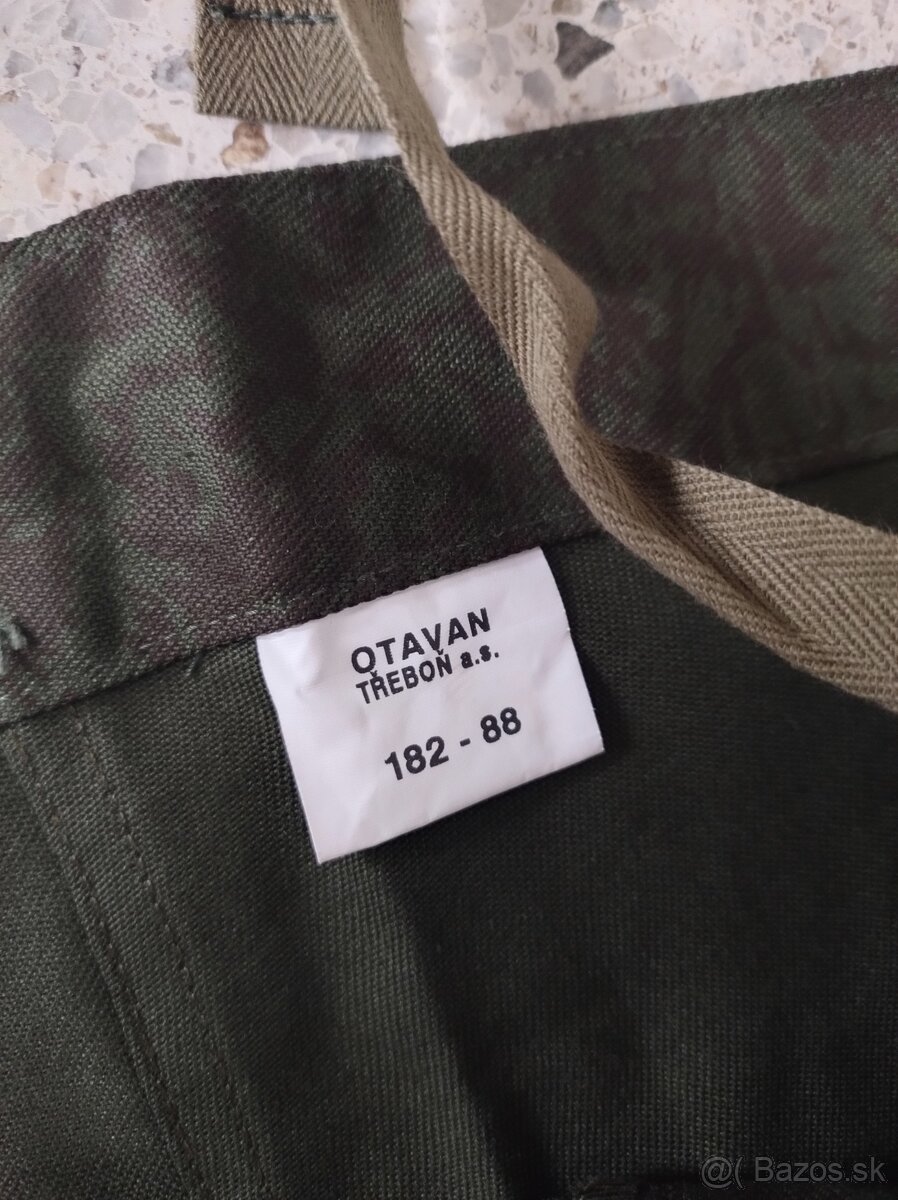 OTAVAN
TŘEBOŇ a.s.
182 - 88
@( Bazos.sk